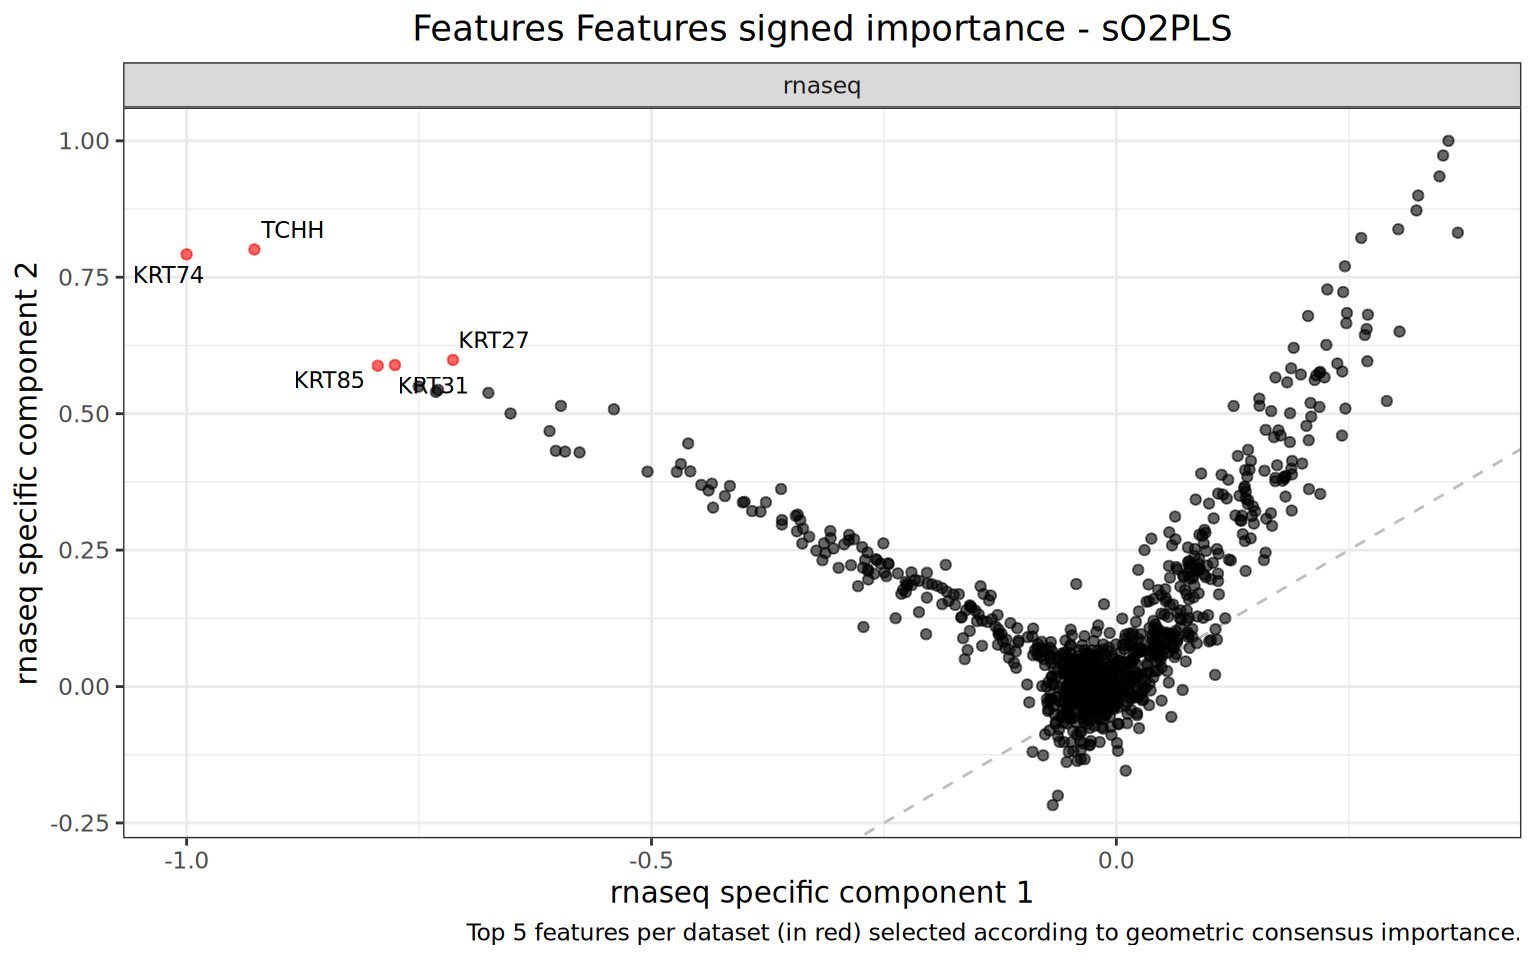 Features Features signed importance - sO2PLS
rnaseq
1.00
0.75
0.50
0.25
0.00
-0.25
rnaseq specific component 2
TCHH
KRT74
KRT27
KRT85
KRT31
-1.0
-0.5
0.0
rnaseq specific component 1
Top 5 features per dataset (in red) selected according to geometric consensus importance.